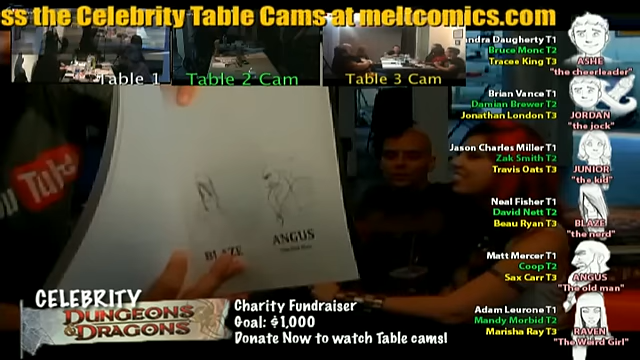 ss the Celebrity Table Cams at meltcomics.com
Table 1
Table 2 Cam
Table 3 Cam
ndra Daugherty T1
Bruce Monc T2
Tracee King T3
ASHE
"the cheerleader"
Brian Vance T1
Damian Brewer T2
Jonathan London T3
JORDAN
"the jock"
Jason Charles Miller T1
Zak Smith T2
Travis Oats T3
JUNIOR
"the kid"
Neal Fisher T1
David Nett T2
Beau Ryan T3
BLAZE
"the nerd"
Matt Mercer T1
Coop T2
Sax Carr T3
ANGUS
"The old man"
Adam Leurone T1
Mandy Morbid T2
Marisha Ray T3
RAVEN
"The Weird Girl"
ou Tube
BLAZE
ANGUS
CELEBRITY
DUNGEONS
& DRAGONS
Charity Fundraiser
Goal: $1,000
Donate Now to watch Table cams!